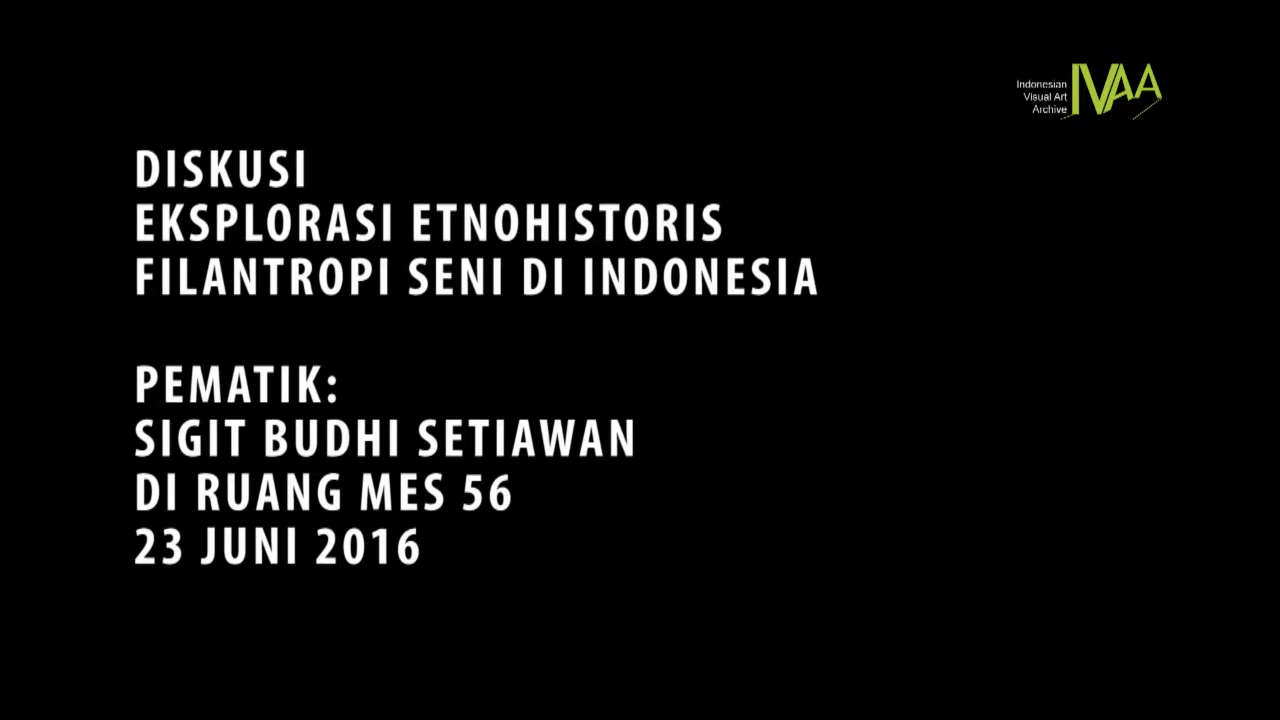 Indonesian
Visual Art
Archive
IVAA
DISKUSI
EKSPLORASI ETNOHISTORIS
FILANTROPI SENI DI INDONESIA
PEMATIK:
SIGIT BUDHI SETIAWAN
DI RUANG MES 56
23 JUNI 2016